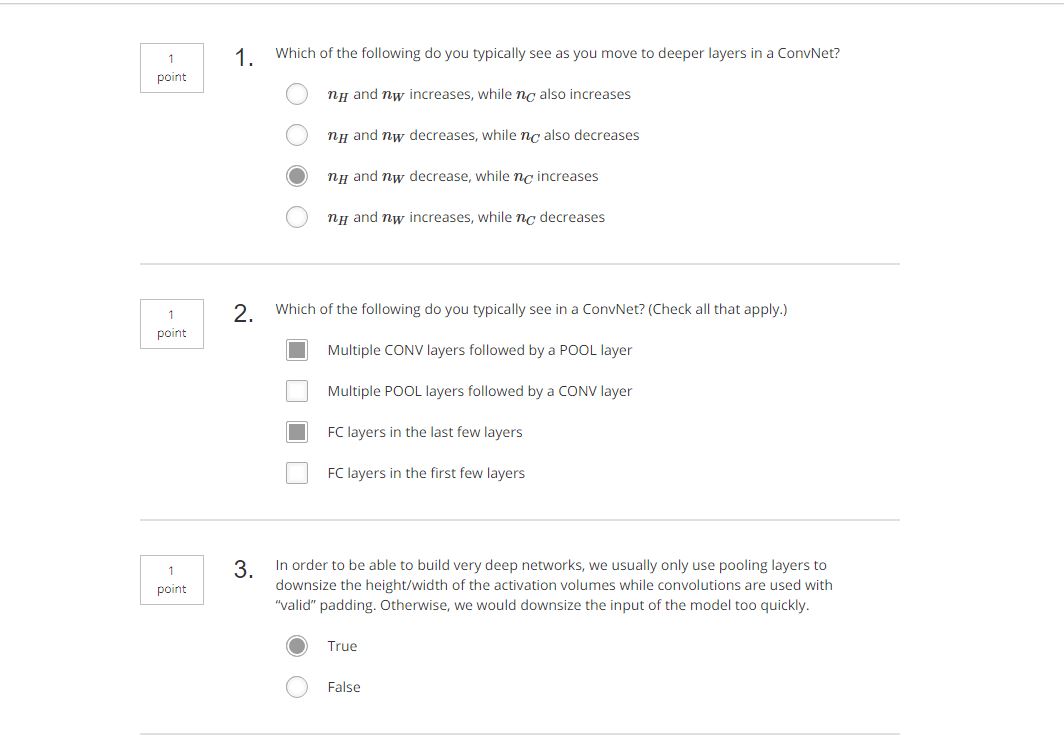 1
point
1. Which of the following do you typically see as you move to deeper layers in a ConvNet?
n_H and n_W increases, while n_C also increases
n_H and n_W decreases, while n_C also decreases
n_H and n_W decrease, while n_C increases
n_H and n_W increases, while n_C decreases
1
point
2. Which of the following do you typically see in a ConvNet? (Check all that apply.)
Multiple CONV layers followed by a POOL layer
Multiple POOL layers followed by a CONV layer
FC layers in the last few layers
FC layers in the first few layers
1
point
3. In order to be able to build very deep networks, we usually only use pooling layers to
downsize the height/width of the activation volumes while convolutions are used with
“valid” padding. Otherwise, we would downsize the input of the model too quickly.
True
False